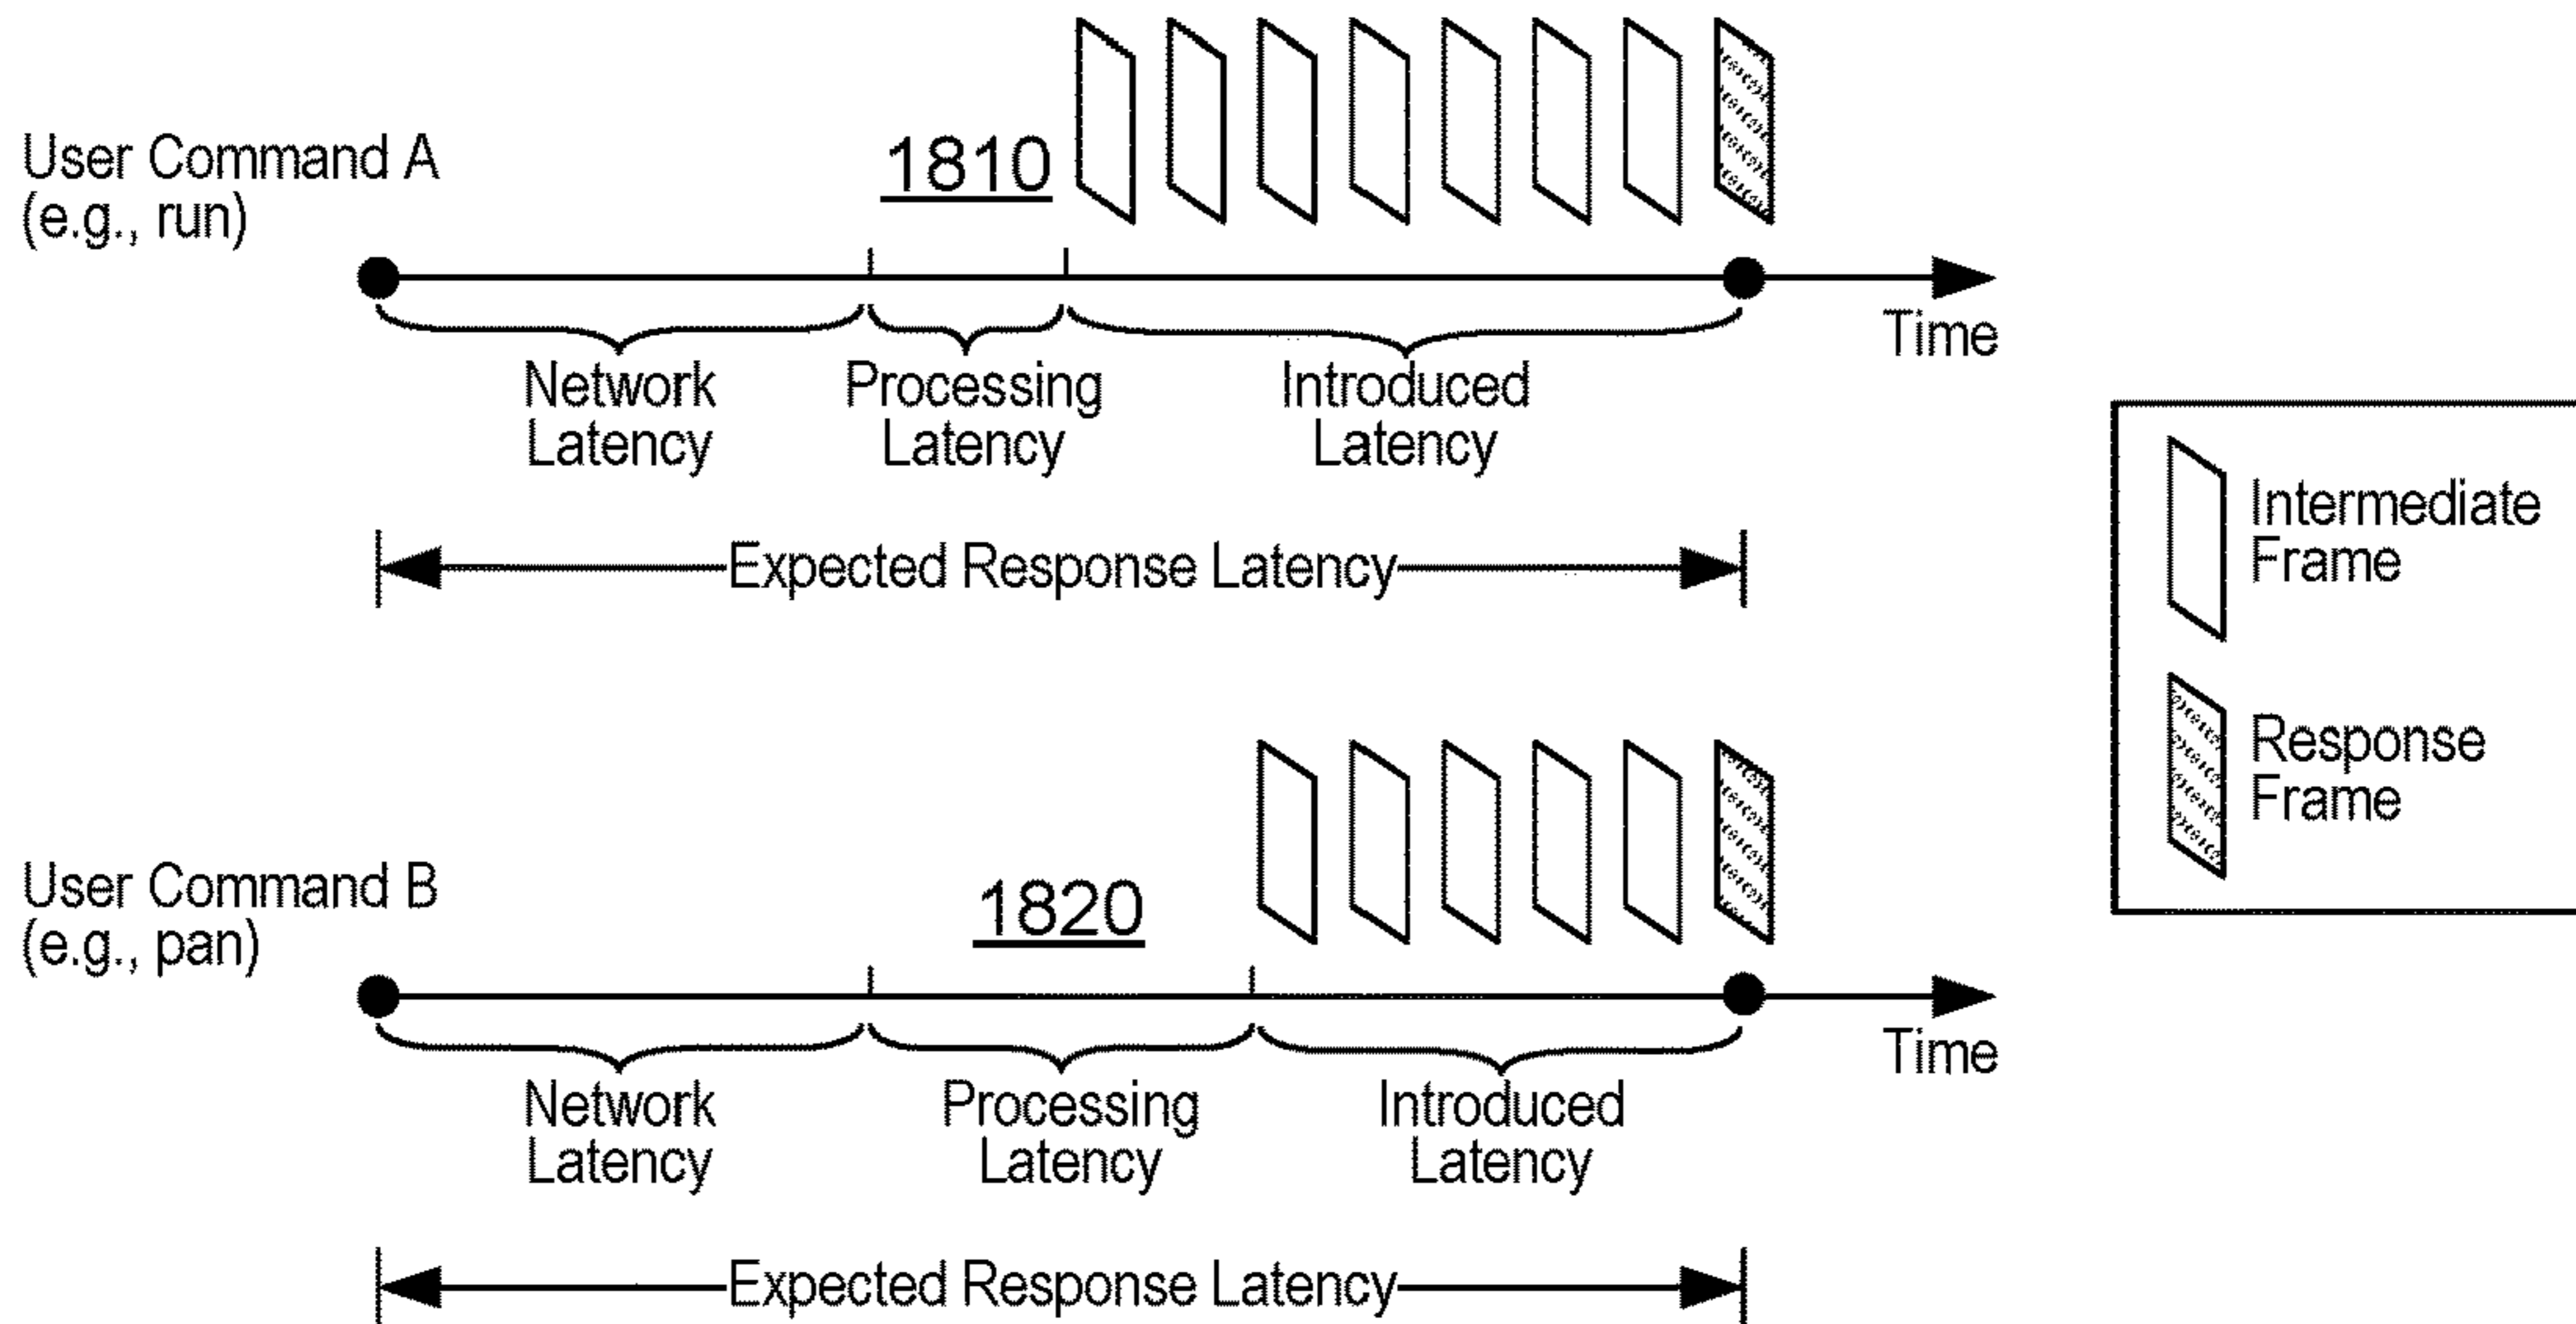 User Command A
(e.g., run)
1810
Time
Network
Latency
Processing
Latency
Introduced
Latency
Expected Response Latency
Intermediate
Frame
Response
Frame
User Command B
(e.g., pan)
1820
Time
Network
Latency
Processing
Latency
Introduced
Latency
Expected Response Latency